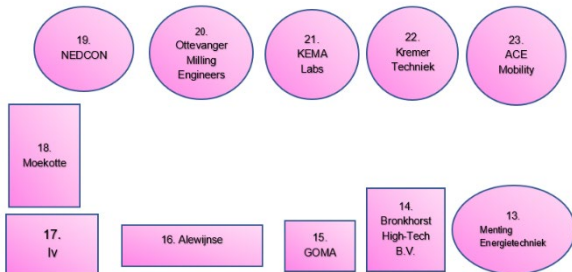 19.
NEDCON
20.
Ottevanger
Milling
Engineers
21.
KEMA
Labs
22.
Kremer
Techniek
23.
ACE
Mobility
18.
Moekotte
17.
Iv
16. Alewijnse
15.
GOMA
14.
Bronkhorst
High-Tech
B.V.
13.
Menting
Energietechniek